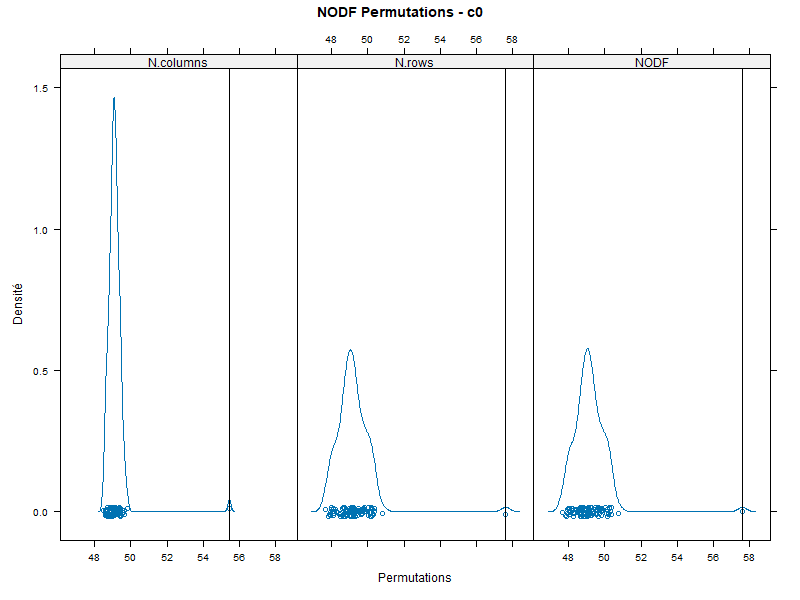 NODF Permutations - c0
48 50 52 54 56 58
N.columns N.rows NODF
1.5
1.0
0.5
0.0
Densité
48 50 52 54 56 58 48 50 52 54 56 58
Permutations